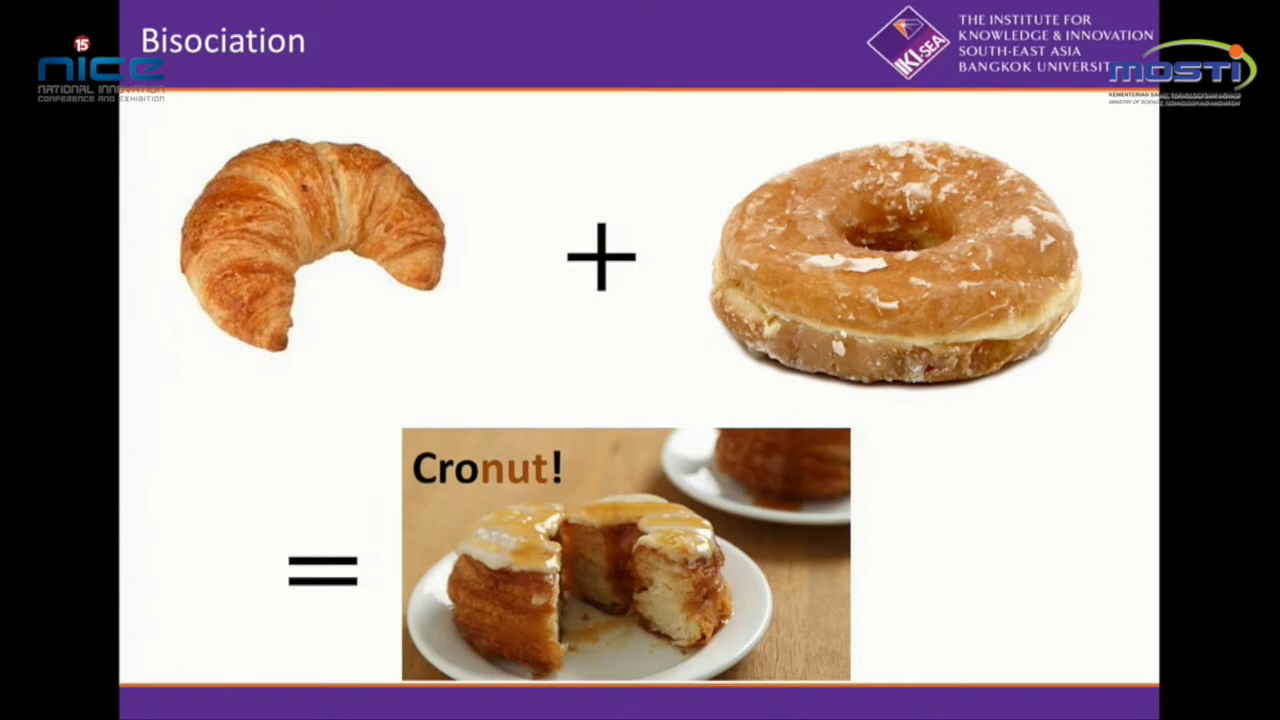 Bisociation
IKI-SEA
THE INSTITUTE FOR
KNOWLEDGE & INNOVATION
SOUTH-EAST ASIA
BANGKOK UNIVERSIT
15
nice
NATIONAL INNOVATION
CONFERENCE AND EXHIBITION
MOSTI
KEMENTERIAN SAINS, TEKNOLOGI DAN INOVASI
MINISTRY OF SCIENCE, TECHNOLOGY AND INNOVATION
+
Cronut!
=